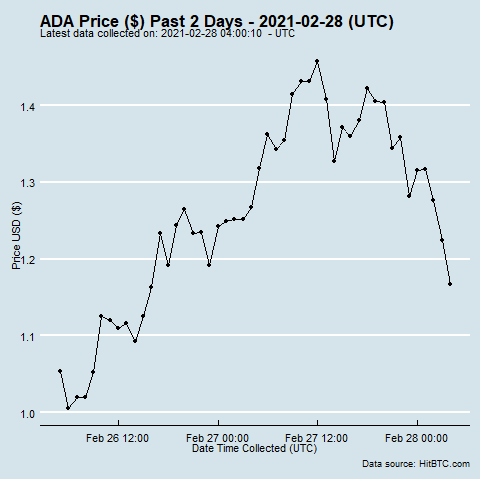 ADA Price ($) Past 2 Days - 2021-02-28 (UTC)
Latest data collected on: 2021-02-28 04:00:10 - UTC
1.4
1.3
1.2
1.1
1.0
Price USD ($)
Feb 26 12:00 Feb 27 00:00 Feb 27 12:00 Feb 28 00:00
Date Time Collected (UTC)
Data source: HitBTC.com